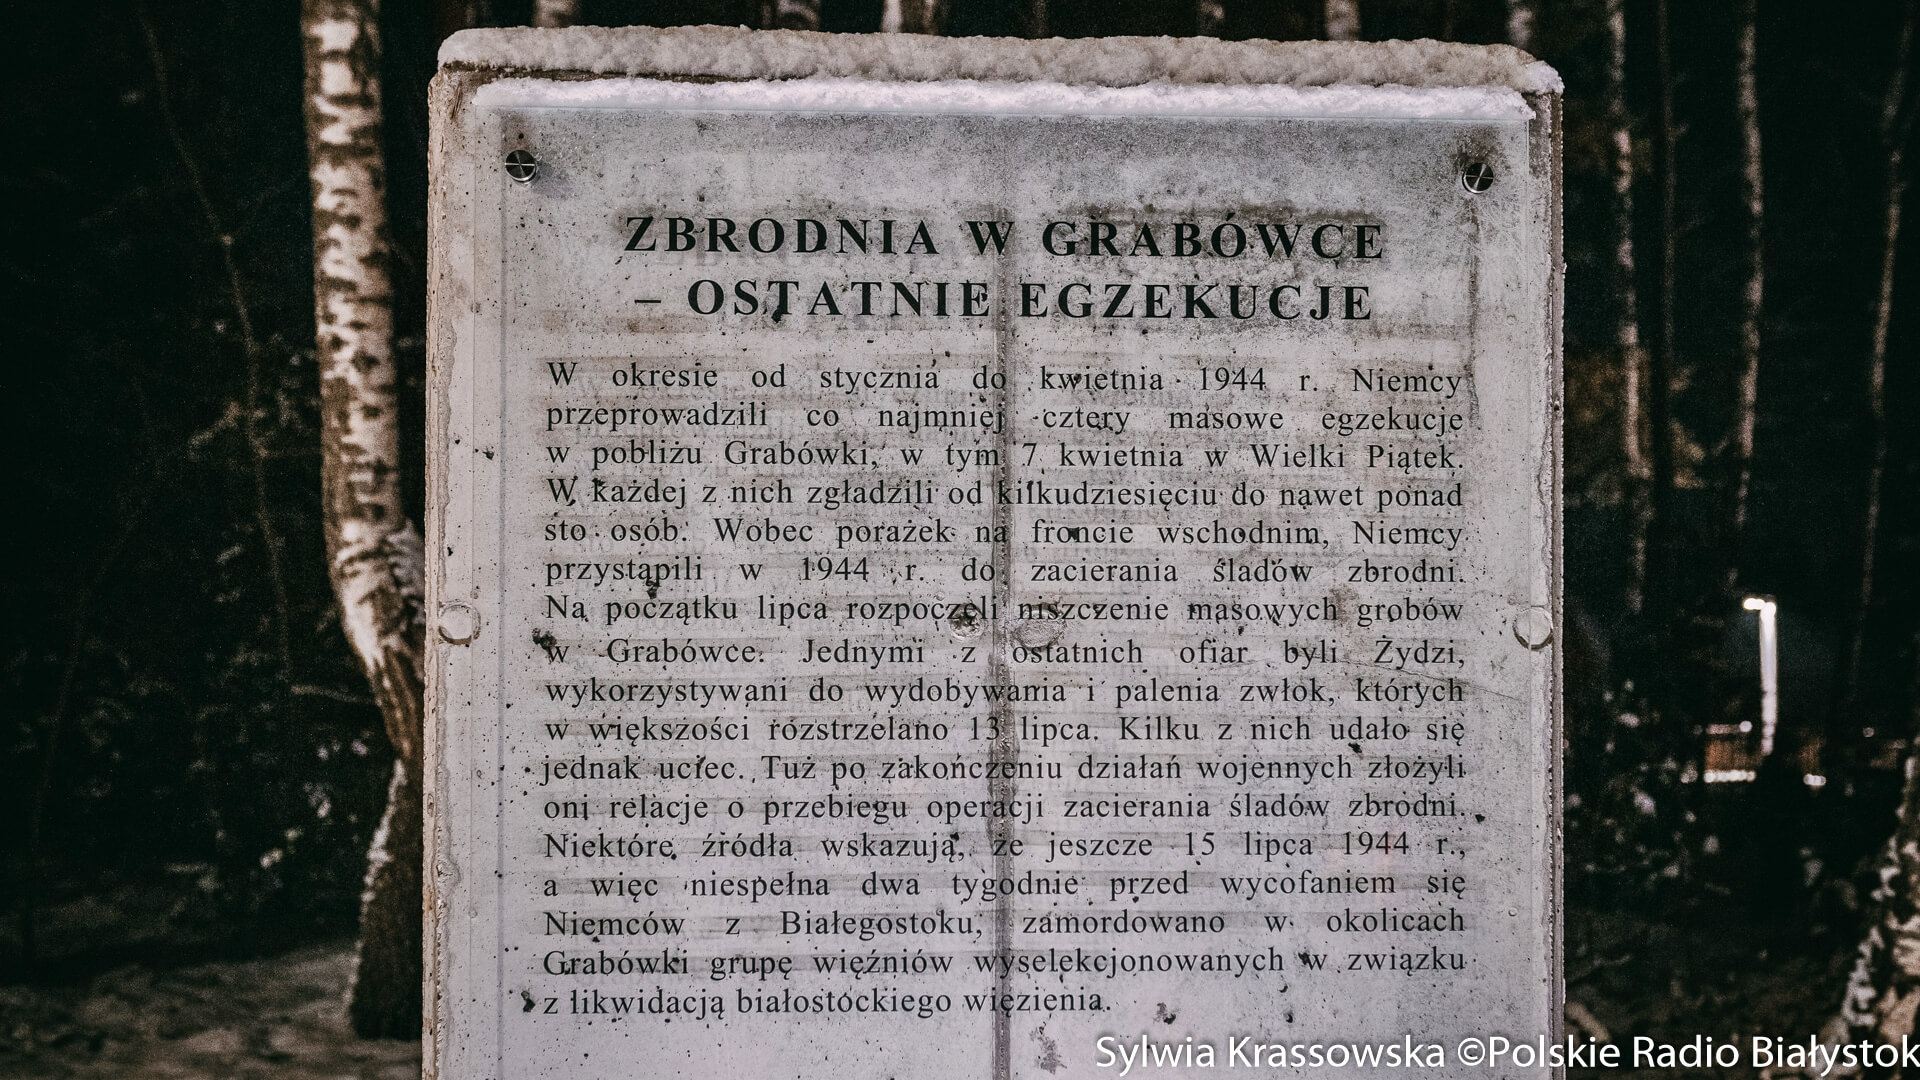 ZBRODNIA W GRABÓWCE
– OSTATNIE EGZEKUCJE
W okresie od stycznia do kwietnia 1944 r. Niemcy
przeprowadzili co najmniej cztery masowe egzekucje
w pobliżu Grabówki, w tym 7 kwietnia w Wielki Piątek.
W każdej z nich zgładzili od kilkudziesięciu do nawet ponad
sto osób. Wobec porażek na froncie wschodnim, Niemcy
przystąpili w 1944 r. do zacierania śladów zbrodni.
Na początku lipca rozpoczęli niszczenie masowych grobów
w Grabówce. Jednymi z ostatnich ofiar byli Żydzi,
wykorzystywani do wydobywania i palenia zwłok, których
w większości rozstrzelano 13 lipca. Kilku z nich udało się
jednak uciec. Tuż po zakończeniu działań wojennych złożyli
oni relacje o przebiegu operacji zacierania śladów zbrodni.
Niektóre źródła wskazują, że jeszcze 15 lipca 1944 r.,
a więc niespełna dwa tygodnie przed wycofaniem się
Niemców z Białegostoku, zamordowano w okolicach
Grabówki grupę więźniów wyselekcjonowanych w związku
z likwidacją białostockiego więzienia.
Sylwia Krassowska ©Polskie Radio Białystok